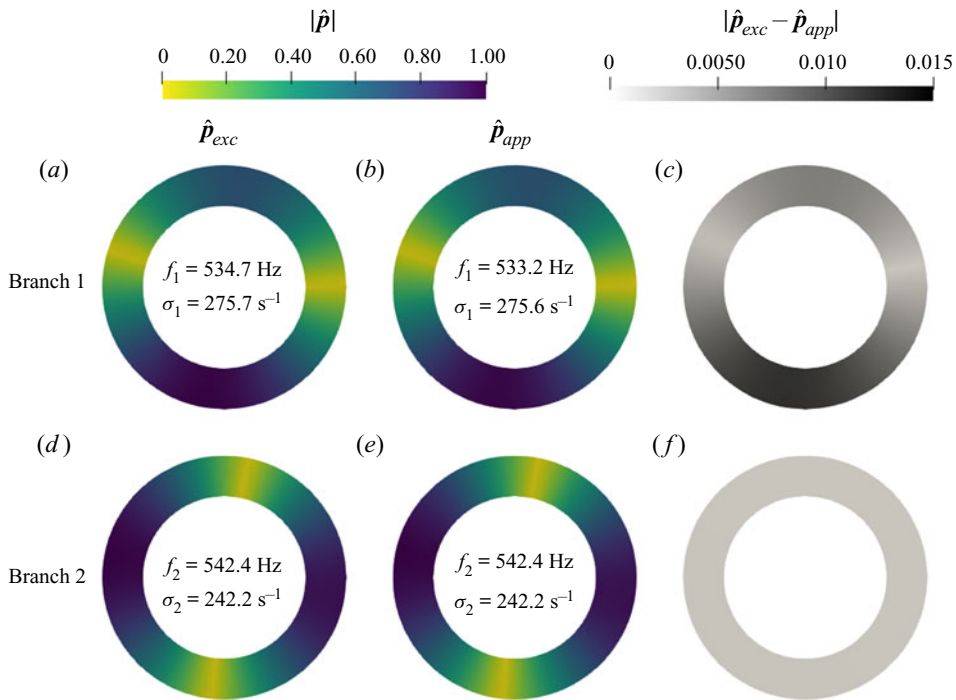 |p̂|
0 0.20 0.40 0.60 0.80 1.00
|p̂exc − p̂app|
0 0.0050 0.010 0.015
p̂exc
p̂app
(a) (b) (c)
Branch 1
f1 = 534.7 Hz
σ1 = 275.7 s–1
f1 = 533.2 Hz
σ1 = 275.6 s–1
(d) (e) (f)
Branch 2
f2 = 542.4 Hz
σ2 = 242.2 s–1
f2 = 542.4 Hz
σ2 = 242.2 s–1